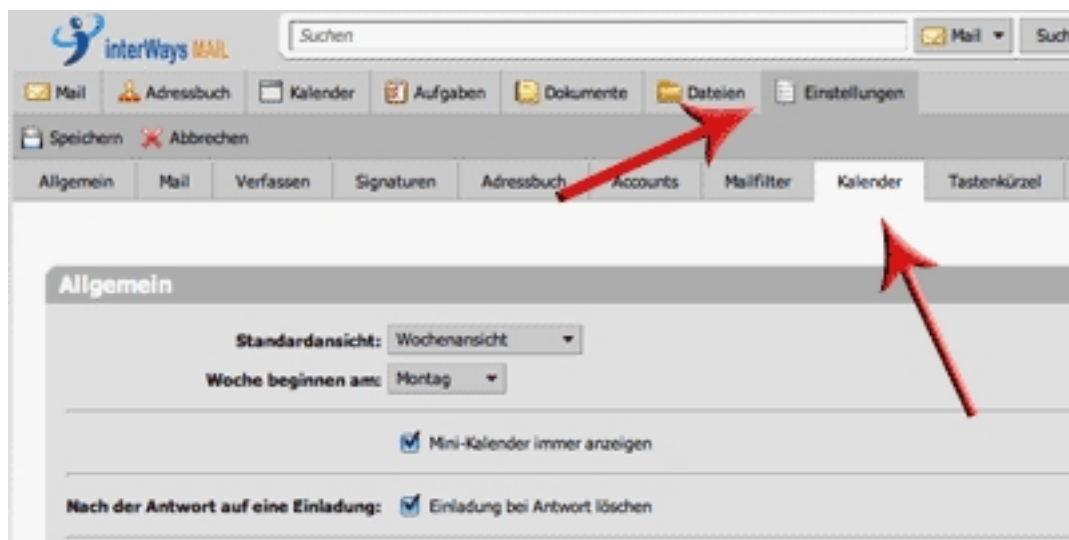 interWays MAIL Suchen Mail Such
Mail Adressbuch Kalender Aufgaben Dokumente Dateien Einstellungen
Speichern Abbrechen
Allgemein Mail Verfassen Signaturen Adressbuch Accounts Mailfilter Kalender Tastenkürzel
Allgemein
Standardansicht: Wochenansicht
Woche beginnen am: Montag
Mini-Kalender immer anzeigen
Nach der Antwort auf eine Einladung: Einladung bei Antwort löschen